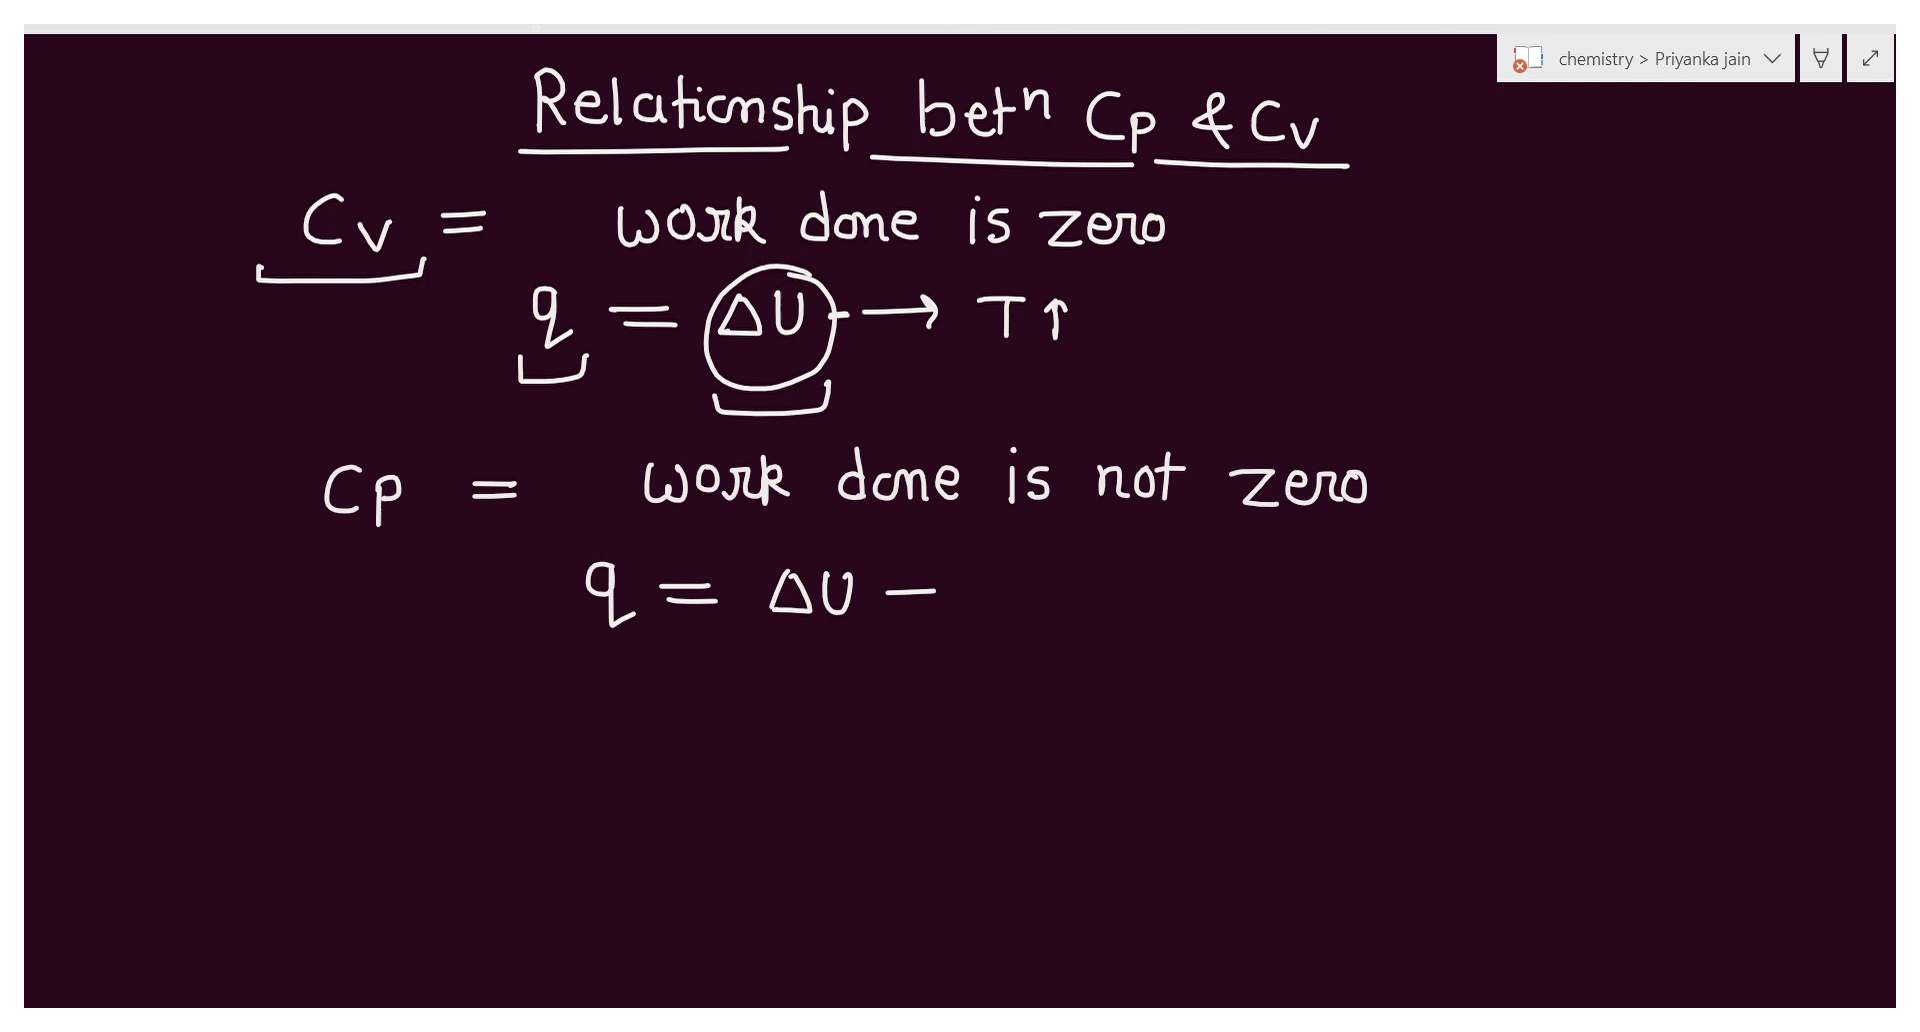 chemistry > Priyanka jain
Relationship betn Cp & Cv
Cv = work done is zero
q = ΔU → T↑
Cp = work done is not zero
q = ΔU –